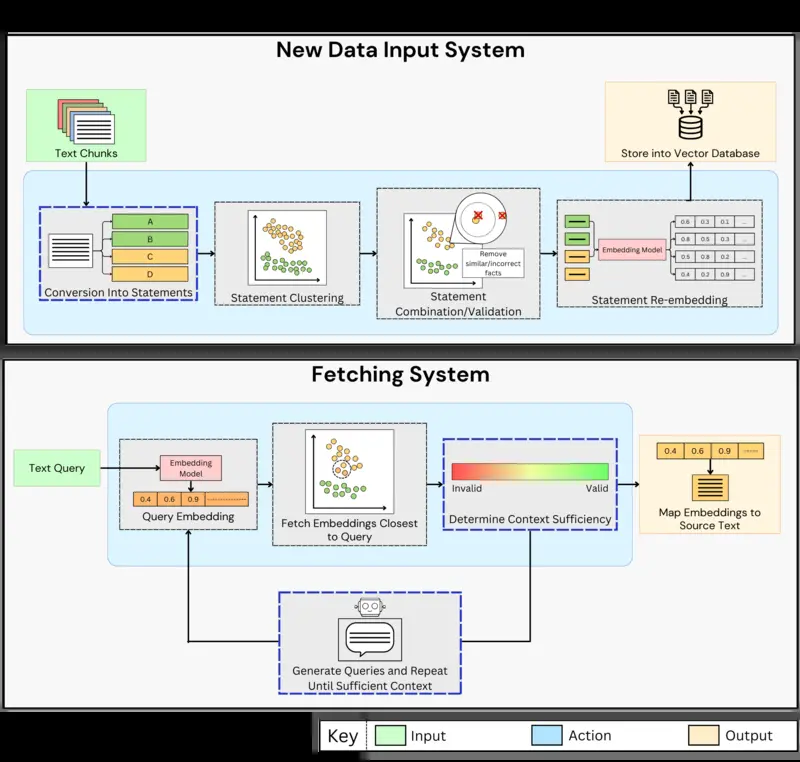 New Data Input System
Text Chunks
Store into Vector Database
A
B
C
D
Conversion Into Statements
Statement Clustering
Remove
similar/incorrect
facts
Statement
Combination/Validation
Embedding Model
0.6 0.3 0.1 ...
0.8 0.5 0.3 ...
0.5 0.8 0.2 ...
0.4 0.2 0.9 ...
Statement Re-embedding
Fetching System
Text Query
Embedding
Model
0.4 0.6 0.9
Query Embedding
Fetch Embeddings Closest
to Query
Invalid Valid
Determine Context Sufficiency
0.4 0.6 0.9
Map Embeddings to
Source Text
Generate Queries and Repeat
Until Sufficient Context
Key Input Action Output